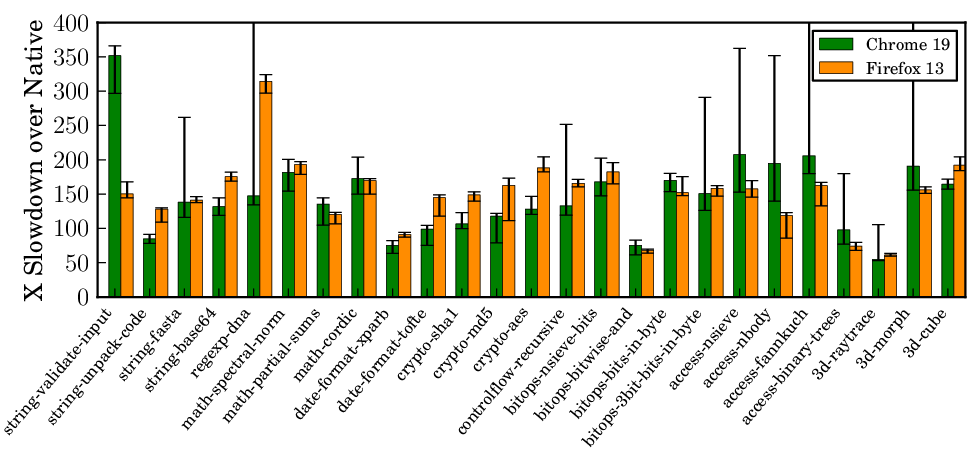 X Slowdown over Native
400
350
300
250
200
150
100
50
0
Chrome 19
Firefox 13
string-validate-input
string-unpack-code
string-fasta
string-base64
regexp-dna
math-spectral-norm
math-partial-sums
math-cordic
date-format-xparb
date-format-tofte
crypto-sha1
crypto-md5
crypto-aes
controlflow-recursive
bitops-nsieve-bits
bitops-bitwise-and
bitops-bits-in-byte
bitops-3bit-bits-in-byte
access-nsieve
access-nbody
access-fannkuch
access-binary-trees
3d-raytrace
3d-morph
3d-cube